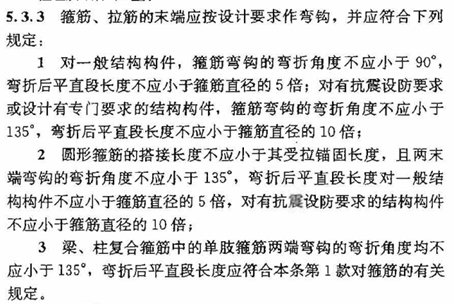 5.3.3 箍筋、拉筋的末端应按设计要求作弯钩，并应符合下列
规定：
1 对一般结构构件，箍筋弯钩的弯折角度不应小于90°，
弯折后平直段长度不应小于箍筋直径的5倍；对有抗震设防要求
或设计有专门要求的结构构件，箍筋弯钩的弯折角度不应小于
135°，弯折后平直段长度不应小于箍筋直径的10倍；
2 圆形箍筋的搭接长度不应小于其受拉锚固长度，且两末
端弯钩的弯折角度不应小于135°，弯折后平直段长度对一般结
构构件不应小于箍筋直径的5倍，对有抗震设防要求的结构构件
不应小于箍筋直径的10倍；
3 梁、柱复合箍筋中的单肢箍筋两端弯钩的弯折角度均不
应小于135°，弯折后平直段长度应符合本条第1款对箍筋的有关
规定。